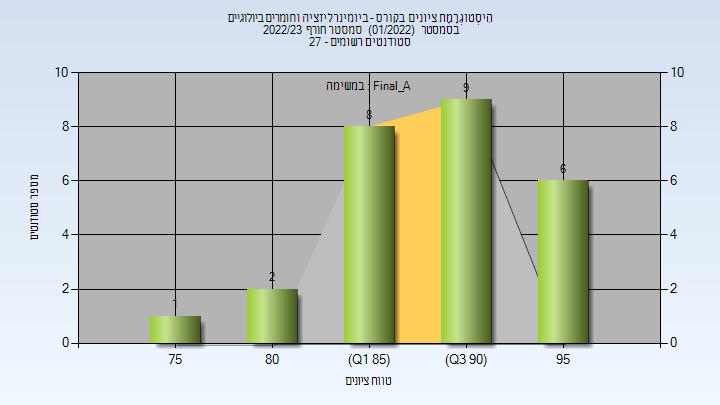 הִיסְטוֹגְרַמַת ציונים בקורס - ביומינרליזציה וחומרים ביולוגיים
בסמסטר (01/2022) סמסטר חורף 2022/23
סטודנטים רשומים - 27
במשימה : Final_A
10 10
9
8 8 8
6 6 6
4 4
2 2 2
1
0 0
75 80 (Q1 85) (Q3 90) 95
מספר סטודנטים
טווח ציונים